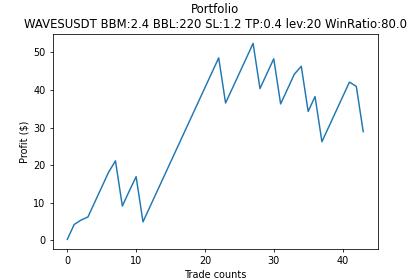 Portfolio
WAVESUSDT BBM:2.4 BBL:220 SL:1.2 TP:0.4 lev:20 WinRatio:80.0
50
40
30
20
10
0
Profit ($)
0 10 20 30 40
Trade counts